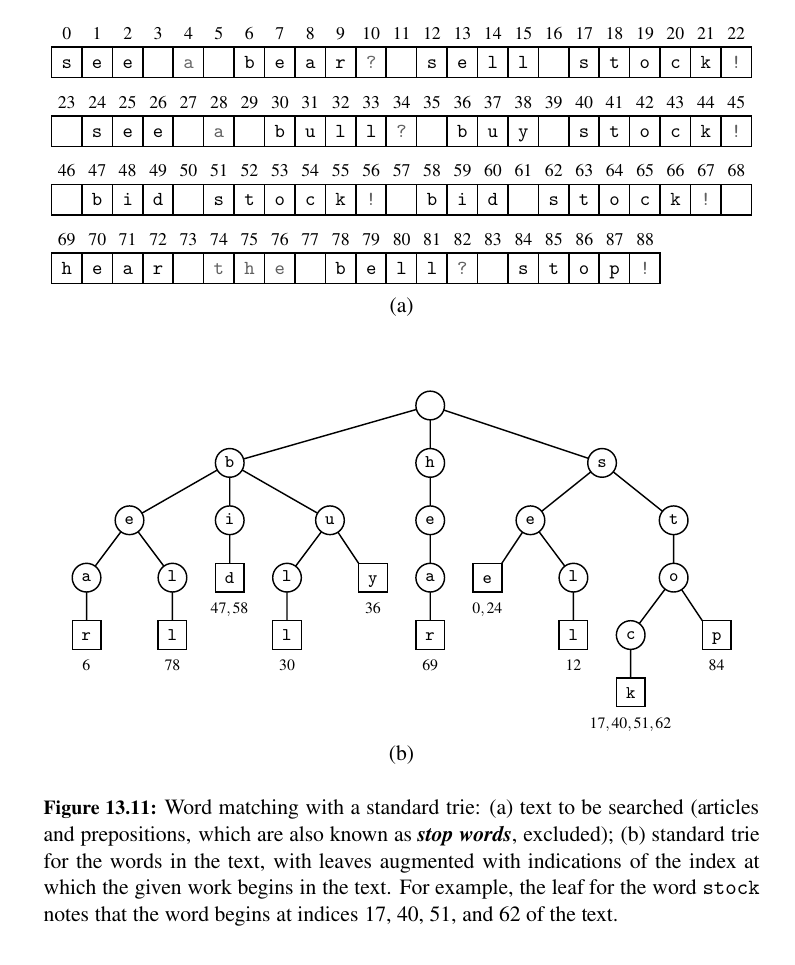 0 1 2 3 4 5 6 7 8 9 10 11 12 13 14 15 16 17 18 19 20 21 22
s e e a b e a r ? s e l l s t o c k !
23 24 25 26 27 28 29 30 31 32 33 34 35 36 37 38 39 40 41 42 43 44 45
s e e a b u l l ? b u y s t o c k !
46 47 48 49 50 51 52 53 54 55 56 57 58 59 60 61 62 63 64 65 66 67 68
b i d s t o c k ! b i d s t o c k !
69 70 71 72 73 74 75 76 77 78 79 80 81 82 83 84 85 86 87 88
h e a r t h e b e l l ? s t o p !
(a)
b h s
e i u e e t
a l d l y a e l o
47,58 36 0,24
r l l r l c p
6 78 30 69 12 84
k
17,40,51,62
(b)
Figure 13.11: Word matching with a standard trie: (a) text to be searched (articles
and prepositions, which are also known as stop words, excluded); (b) standard trie
for the words in the text, with leaves augmented with indications of the index at
which the given work begins in the text. For example, the leaf for the word stock
notes that the word begins at indices 17, 40, 51, and 62 of the text.